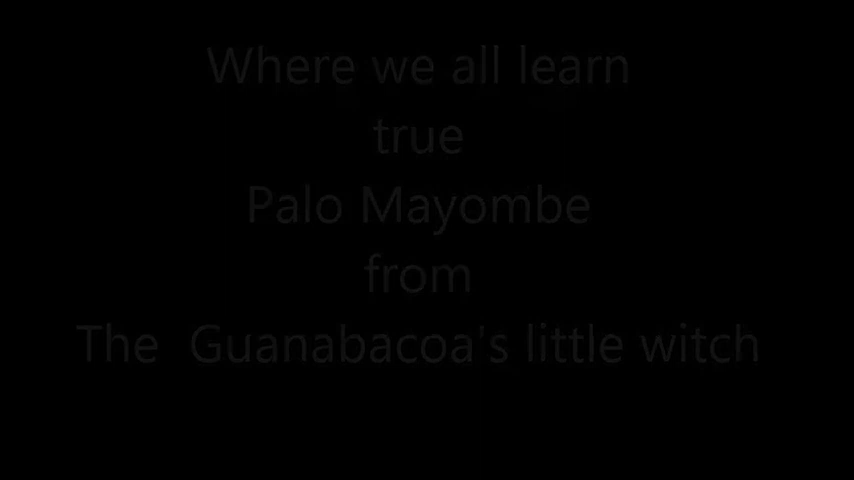 Where we all learn
true
Palo Mayombe
from
The  Guanabacoa's little witch